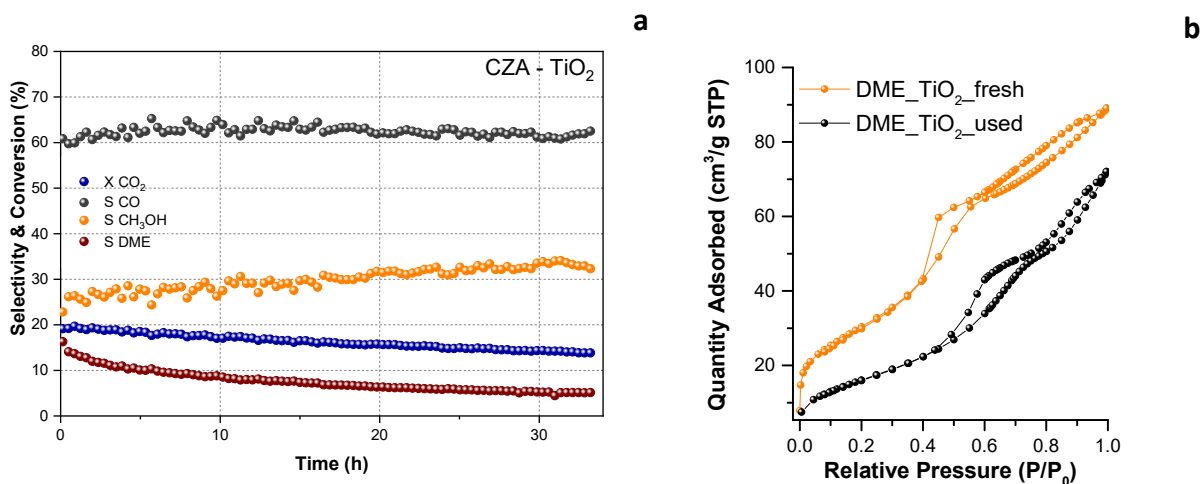 a
CZA - TiO₂
Selectivity & Conversion (%)
80
70
60
50
40
30
20
10
0
X CO₂
S CO
S CH₃OH
S DME
0
10
20
30
Time (h)
b
Quantity Adsorbed (cm³/g STP)
100
80
60
40
20
DME_TiO₂_fresh
DME_TiO₂_used
0.0
0.2
0.4
0.6
0.8
1.0
Relative Pressure (P/P₀)